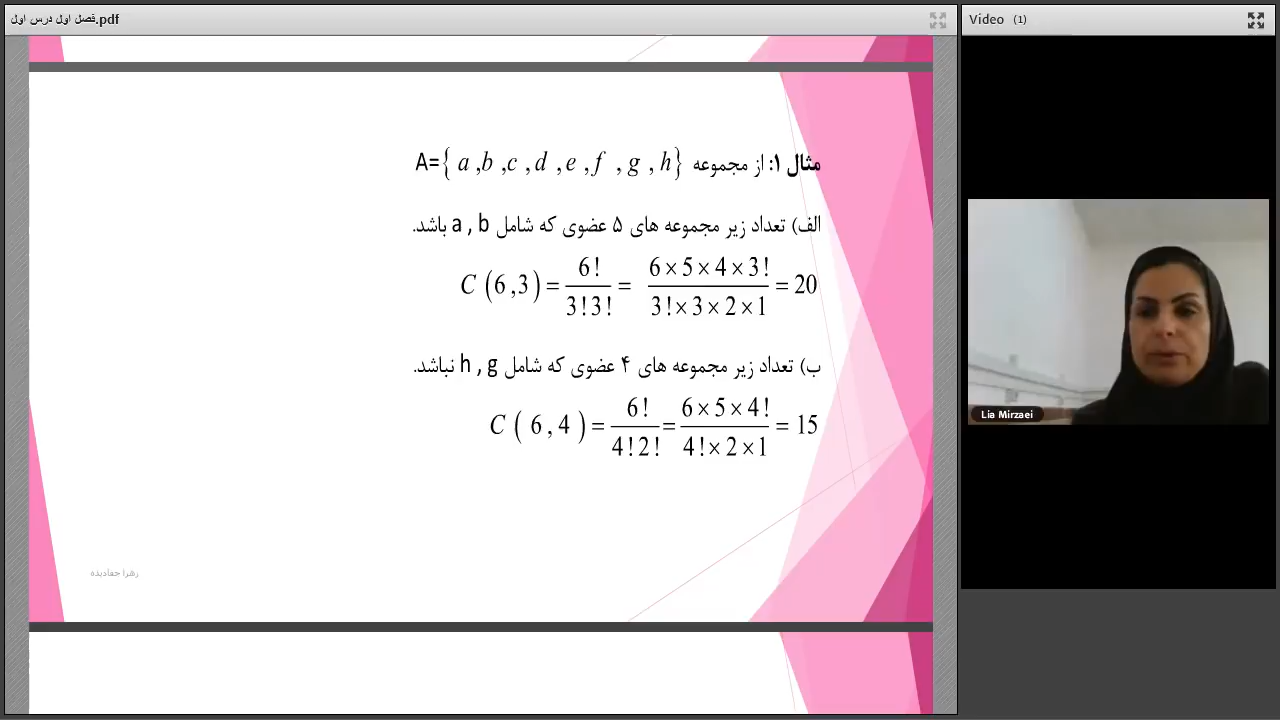 فصل اول درس اول.pdf
Video (1)
مثال ۱: از مجموعه A={ a ,b ,c ,d ,e ,f ,g ,h}
الف) تعداد زیر مجموعه های ۵ عضوی که شامل a , b باشد.
C (6,3) = 6! / 3!3! = 6×5×4×3! / 3!×3×2×1 = 20
ب) تعداد زیر مجموعه های ۴ عضوی که شامل h , g نباشد.
C ( 6,4 ) = 6! / 4!2! = 6×5×4! / 4!×2×1 = 15
زهرا جفادیده
Lia Mirzaei